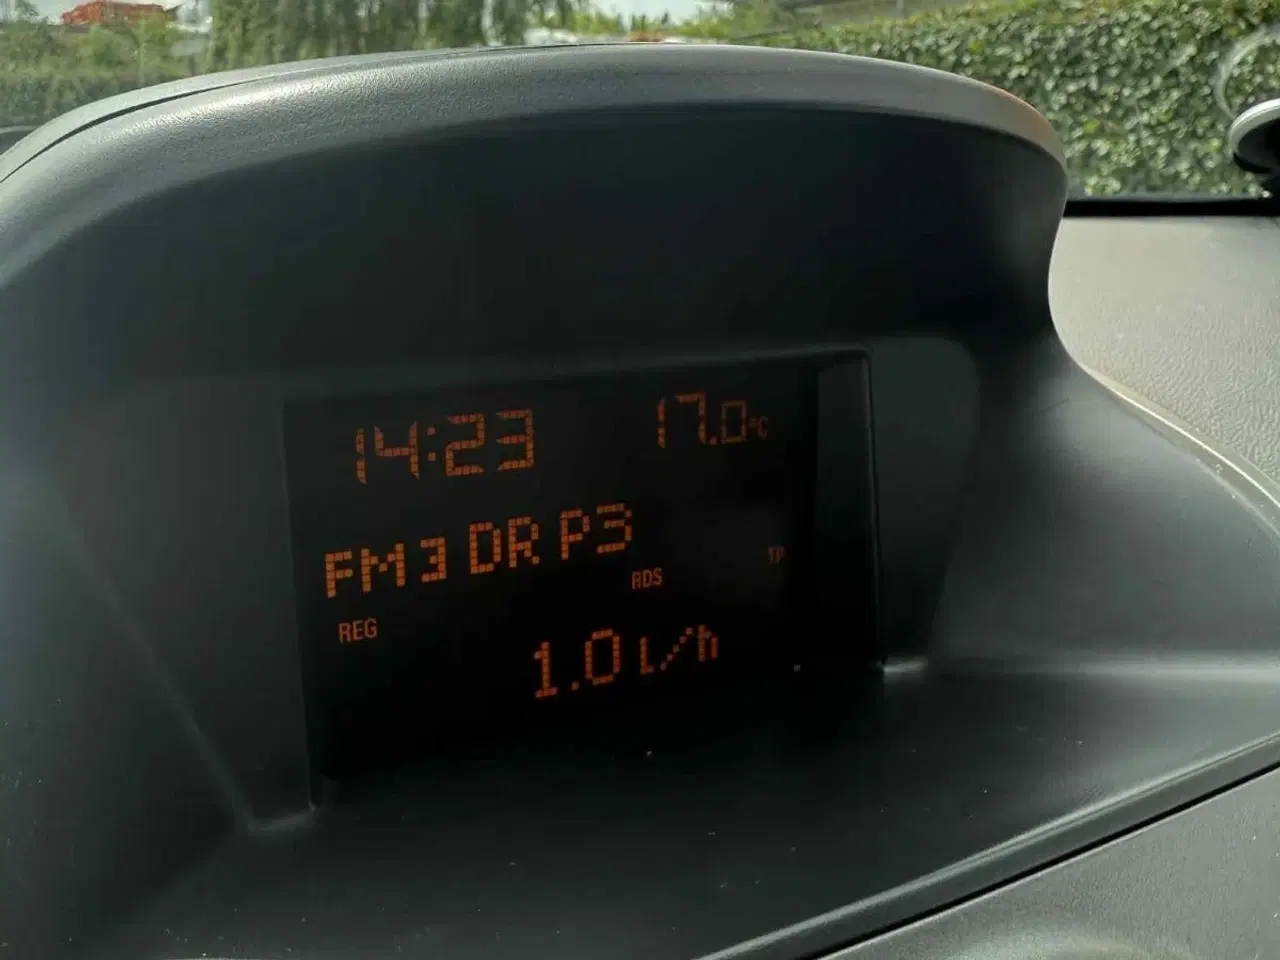 14:23 17.0°C
FM3 DR P3
RDS TP
REG
1.0 l/h